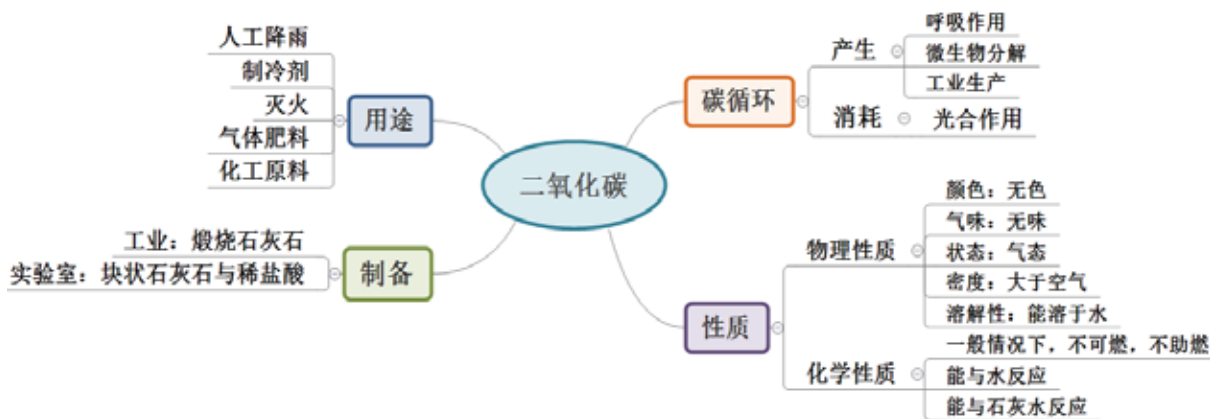 二氧化碳
用途
人工降雨
制冷剂
灭火
气体肥料
化工原料
制备
工业：煅烧石灰石
实验室：块状石灰石与稀盐酸
碳循环
产生
呼吸作用
微生物分解
工业生产
消耗
光合作用
性质
物理性质
颜色：无色
气味：无味
状态：气态
密度：大于空气
溶解性：能溶于水
化学性质
一般情况下，不可燃，不助燃
能与水反应
能与石灰水反应